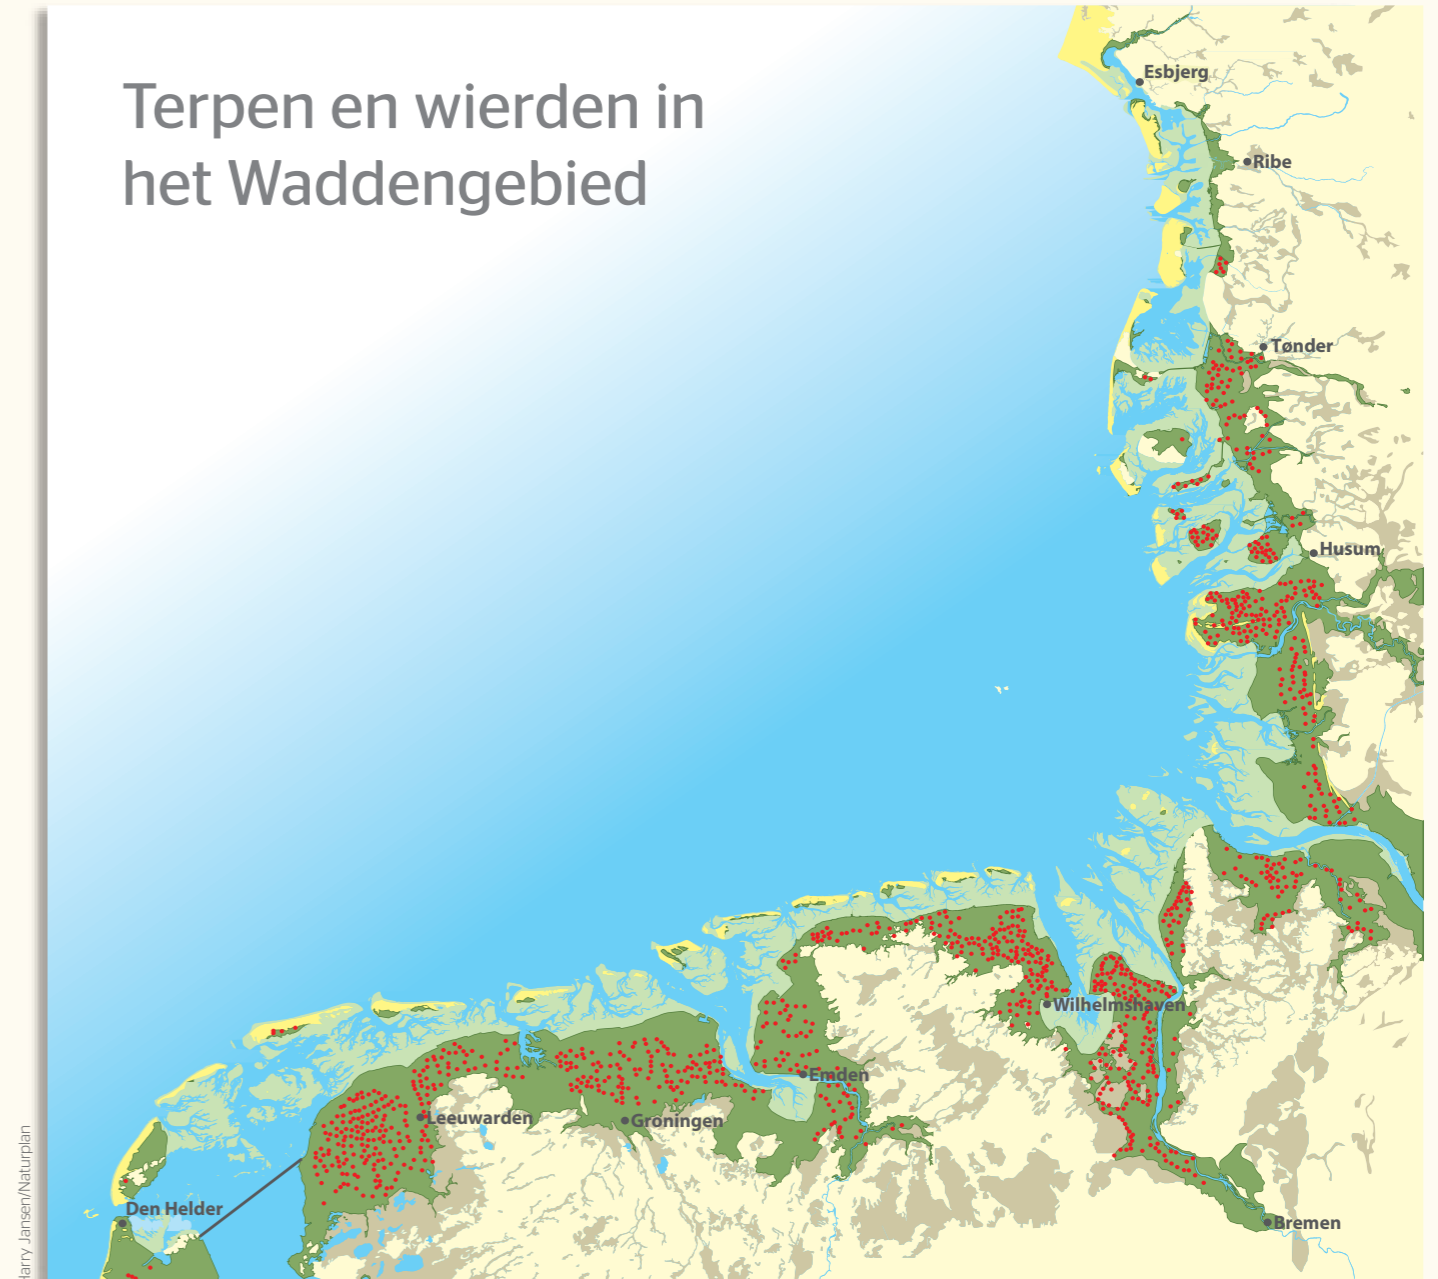 Terpen en wierden in
het Waddengebied
Esbjerg
Ribe
Tønder
Husum
Wilhelmshaven
Emden
Leeuwarden
Groningen
Den Helder
Bremen
Harry Jansen/Naturplan